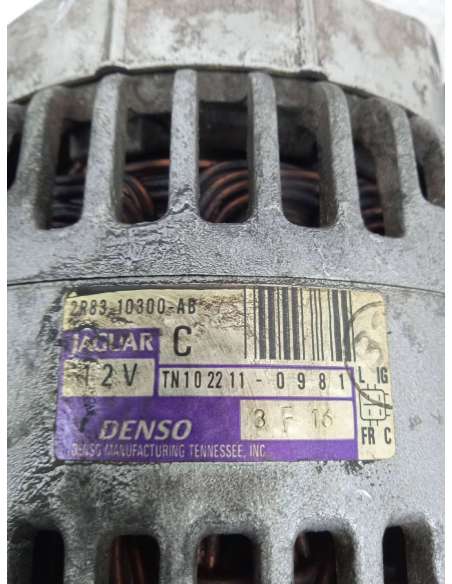 2R83-10300-AB
JAGUAR C
12V TN102211-0981 L IG
DENSO 3F16 FR C
DENSO MANUFACTURING TENNESSEE, INC.